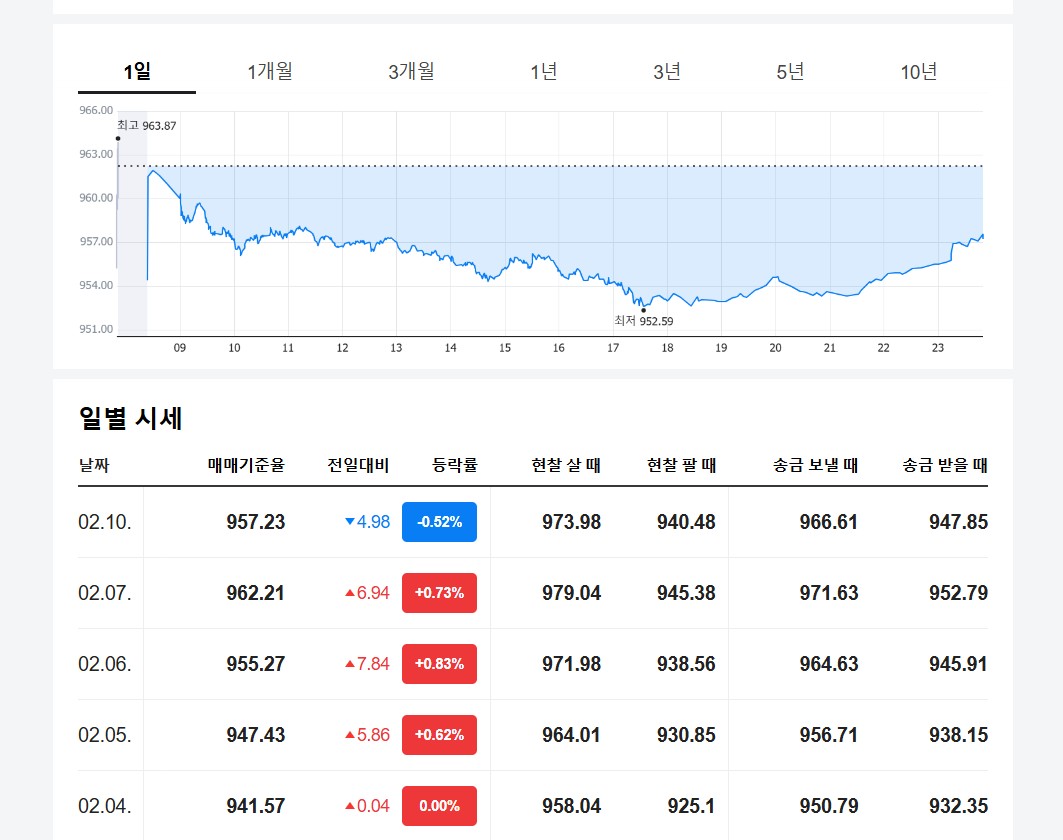 1일 1개월 3개월 1년 3년 5년 10년
966.00
최고 963.87
963.00
960.00
957.00
954.00
최저 952.59
951.00
09 10 11 12 13 14 15 16 17 18 19 20 21 22 23
일별 시세
날짜 매매기준율 전일대비 등락률 현찰 살 때 현찰 팔 때 송금 보낼 때 송금 받을 때
02.10. 957.23 ▼4.98 -0.52% 973.98 940.48 966.61 947.85
02.07. 962.21 ▲6.94 +0.73% 979.04 945.38 971.63 952.79
02.06. 955.27 ▲7.84 +0.83% 971.98 938.56 964.63 945.91
02.05. 947.43 ▲5.86 +0.62% 964.01 930.85 956.71 938.15
02.04. 941.57 ▲0.04 0.00% 958.04 925.1 950.79 932.35